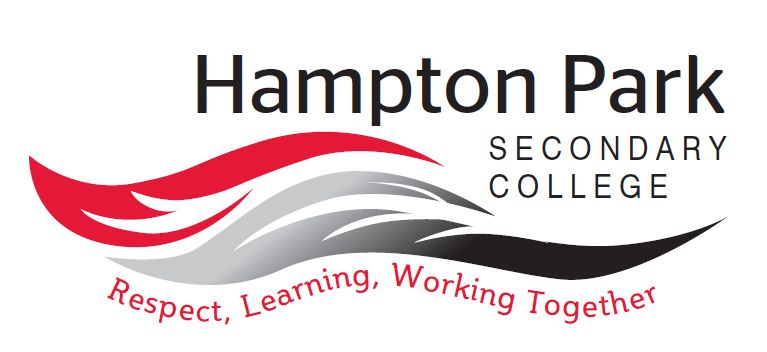 Hampton Park
SECONDARY
COLLEGE
Respect, Learning, Working Together